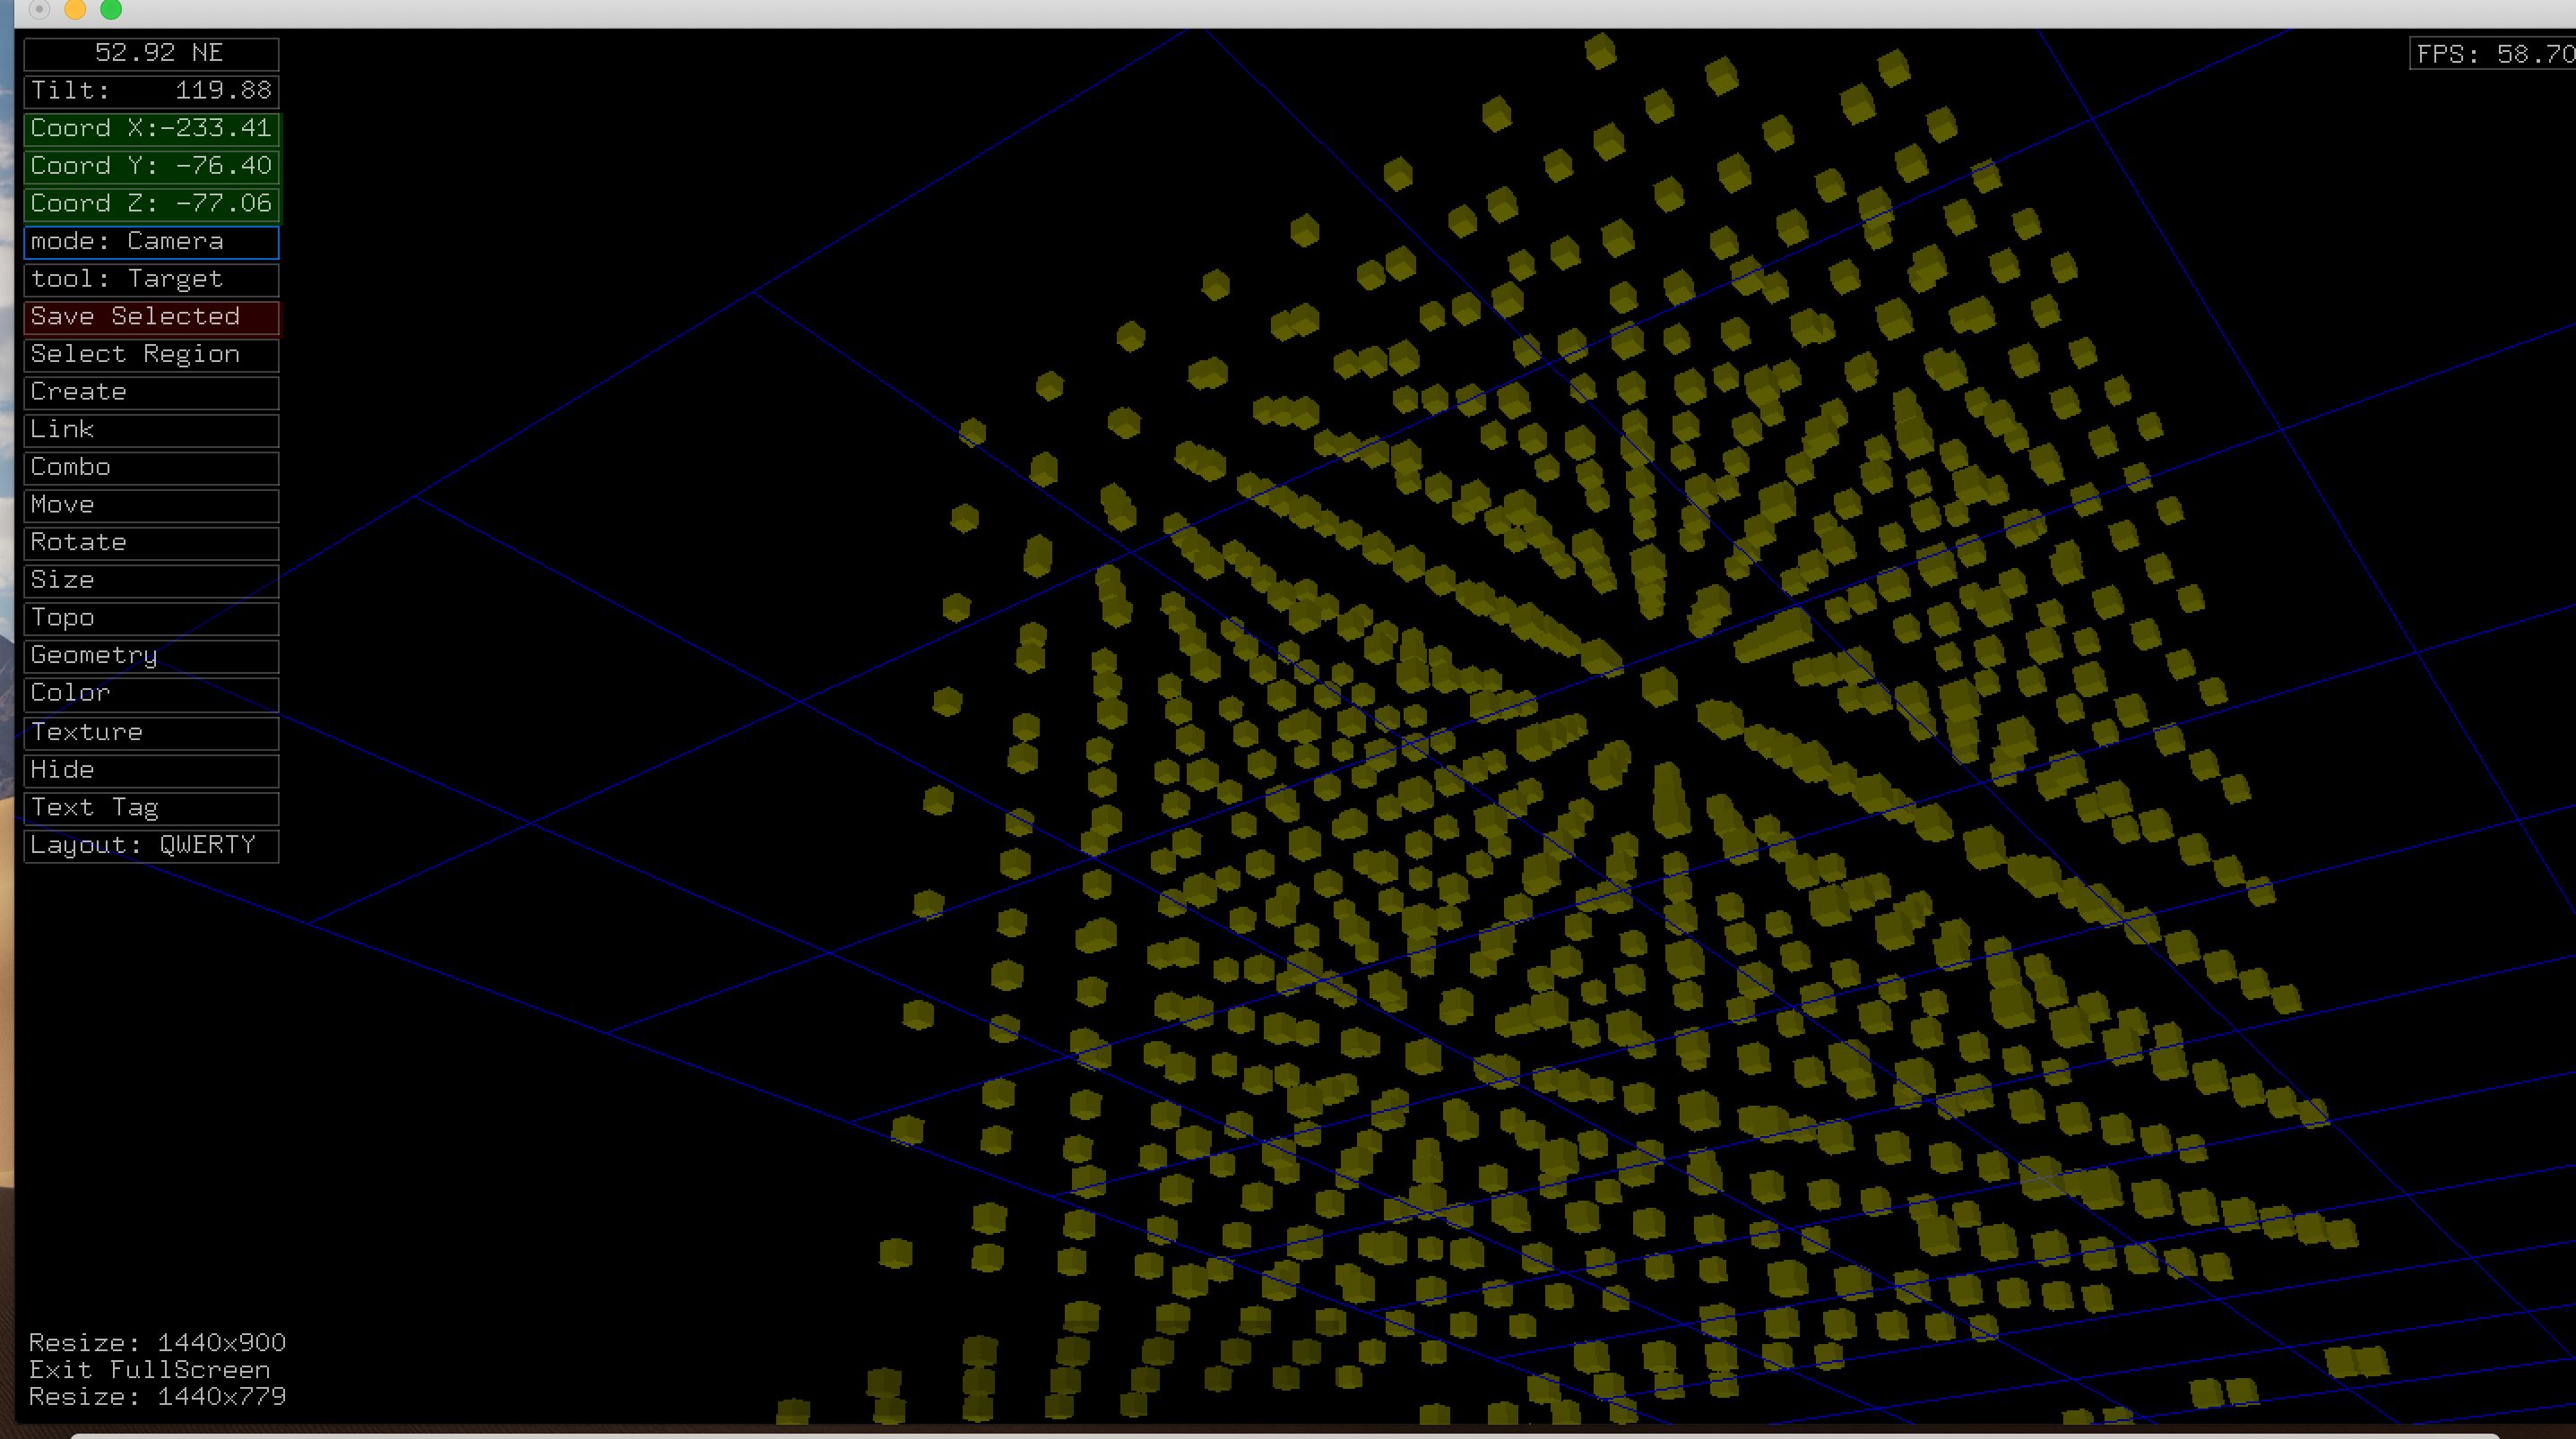 52.92 NE
FPS: 58.70
Tilt: 119.88
Coord X:-233.41
Coord Y: -76.40
Coord Z: -77.06
mode: Camera
tool: Target
Save Selected
Select Region
Create
Link
Combo
Move
Rotate
Size
Topo
Geometry
Color
Texture
Hide
Text Tag
Layout: QWERTY
Resize: 1440x900
Exit FullScreen
Resize: 1440x779